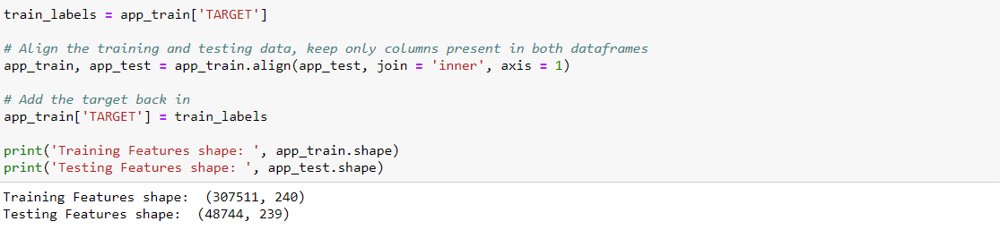 train_labels = app_train['TARGET']
# Align the training and testing data, keep only columns present in both dataframes
app_train, app_test = app_train.align(app_test, join = 'inner', axis = 1)
# Add the target back in
app_train['TARGET'] = train_labels
print('Training Features shape: ', app_train.shape)
print('Testing Features shape: ', app_test.shape)
Training Features shape:  (307511, 240)
Testing Features shape:  (48744, 239)